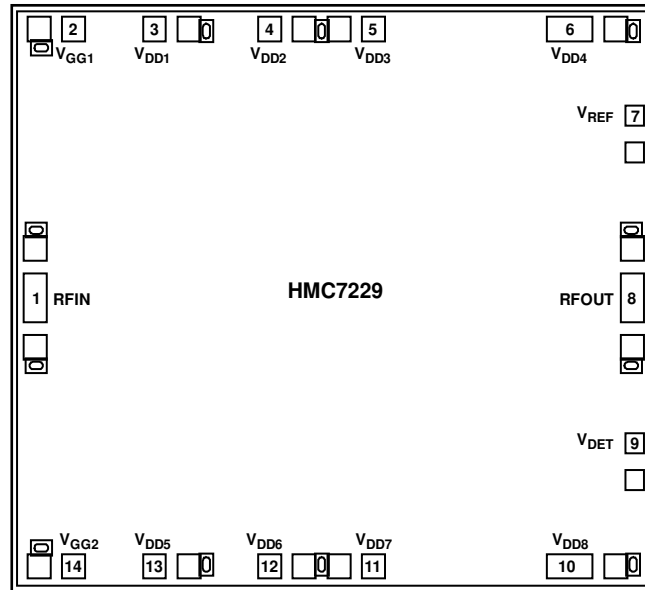 2 3 4 5 6
VGG1 VDD1 VDD2 VDD3 VDD4
VREF 7
1 RFIN HMC7229 RFOUT 8
VDET 9
VGG2 VDD5 VDD6 VDD7 VDD8
14 13 12 11 10